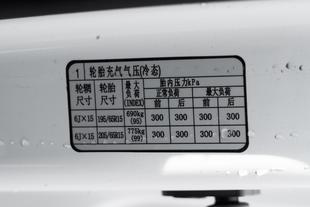 1 轮胎充气气压(冷态)
轮辋尺寸 轮胎尺寸 最大负荷(INDEX) 胎内压力kPa
正常负荷 最大负荷
前 后 前 后
6J×15 195/65R15 690kg(95) 300 300 300 300
6J×15 205/65R15 775kg(99) 300 300 300 300